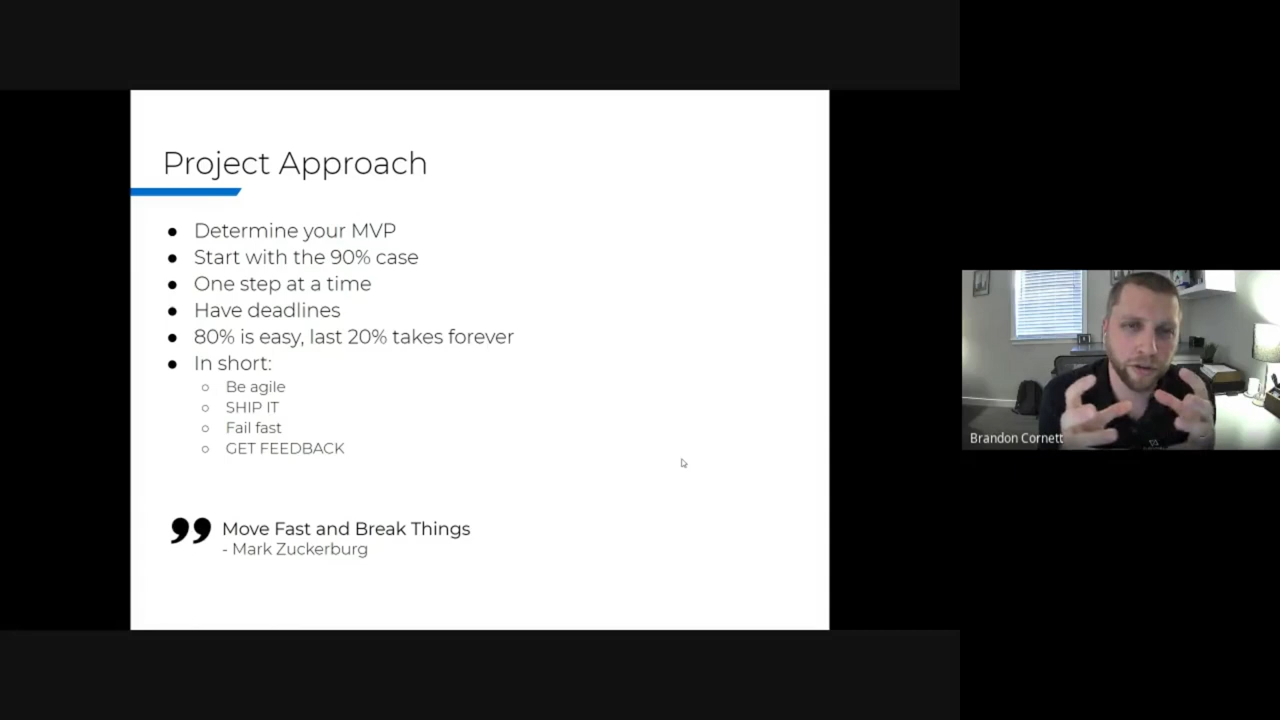 Project Approach
Determine your MVP
Start with the 90% case
One step at a time
Have deadlines
80% is easy, last 20% takes forever
In short:
Be agile
SHIP IT
Fail fast
GET FEEDBACK
Move Fast and Break Things
- Mark Zuckerburg
Brandon Cornett